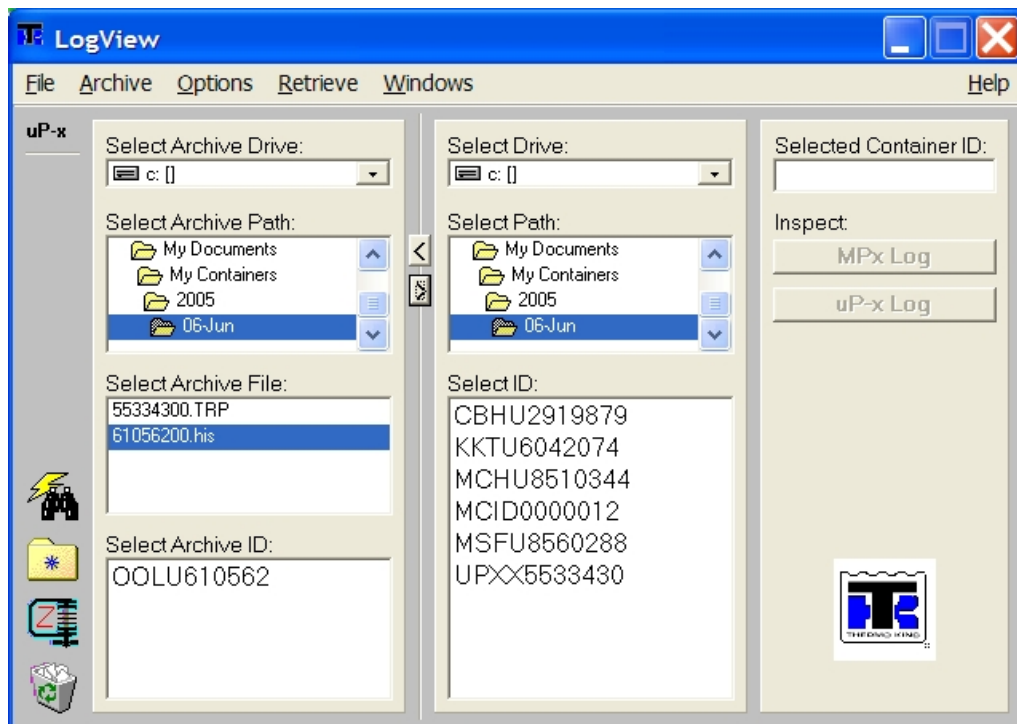 LogView
File Archive Options Retrieve Windows Help
uP-x
Select Archive Drive:
c: []
Select Archive Path:
My Documents
My Containers
2005
06-Jun
Select Archive File:
55334300.TRP
61056200.his
Select Archive ID:
OOLU610562
<
>
Select Drive:
c: []
Select Path:
My Documents
My Containers
2005
06-Jun
Select ID:
CBHU2919879
KKTU6042074
MCHU8510344
MCID0000012
MSFU8560288
UPXX5533430
Selected Container ID:
Inspect:
MPx Log
uP-x Log
THERMO KING